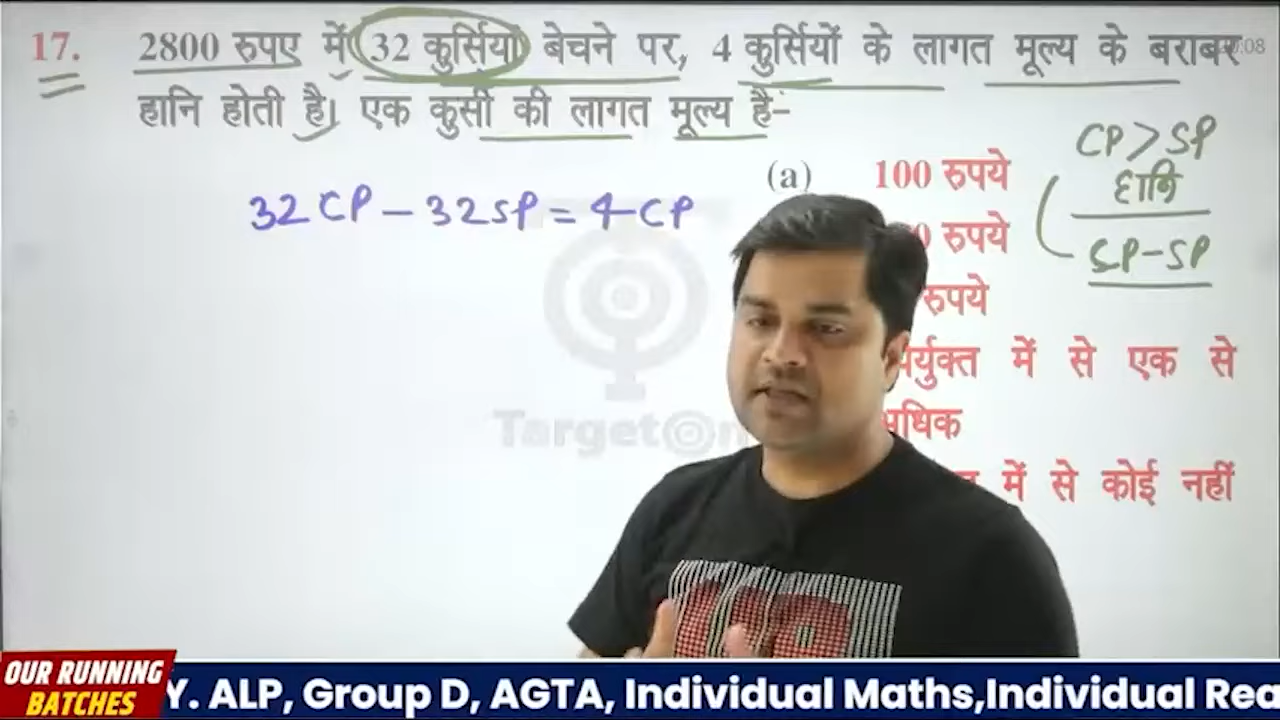 17. 2800 रुपए में 32 कुर्सियां बेचने पर, 4 कुर्सियों के लागत मूल्य के बराबर
हानि होती है। एक कुर्सी की लागत मूल्य है-
CP > SP
हानि
SP-SP
32 CP - 32 SP = 4 CP
(a) 100 रुपये
रुपये
रुपये
में से एक से
अधिक
में से कोई नहीं
Target@n
OUR RUNNING
BATCHES
Y. ALP, Group D, AGTA, Individual Maths,Individual Rea